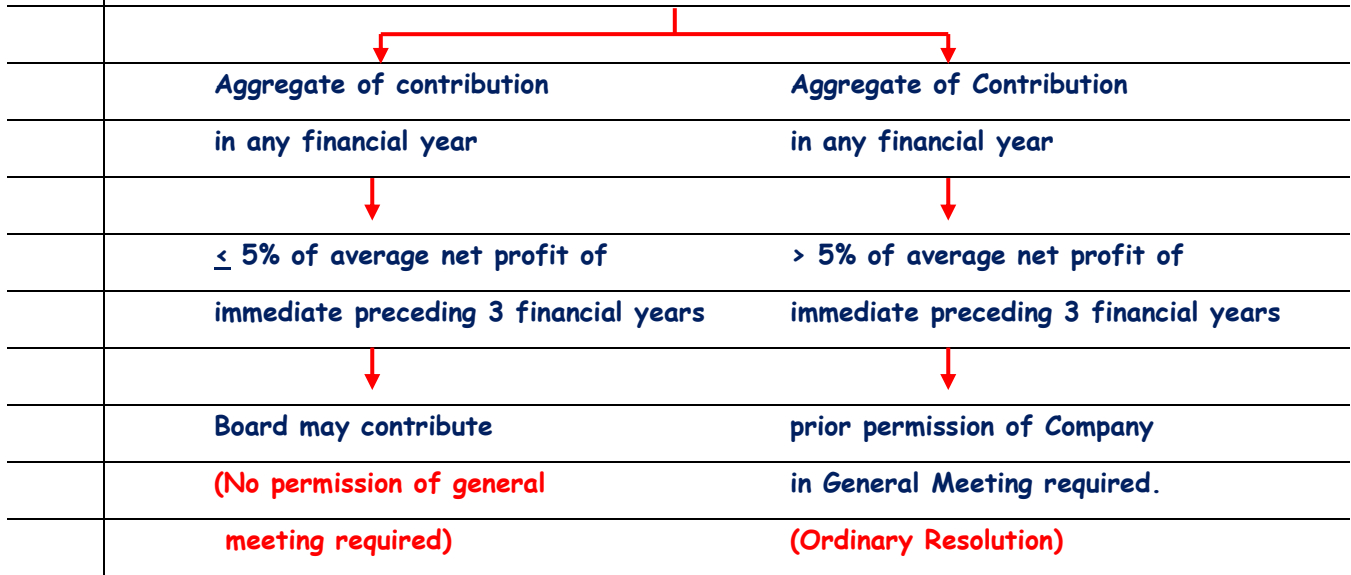 Aggregate of contribution
in any financial year
≤ 5% of average net profit of
immediate preceding 3 financial years
Board may contribute
(No permission of general
meeting required)
Aggregate of Contribution
in any financial year
> 5% of average net profit of
immediate preceding 3 financial years
prior permission of Company
in General Meeting required.
(Ordinary Resolution)